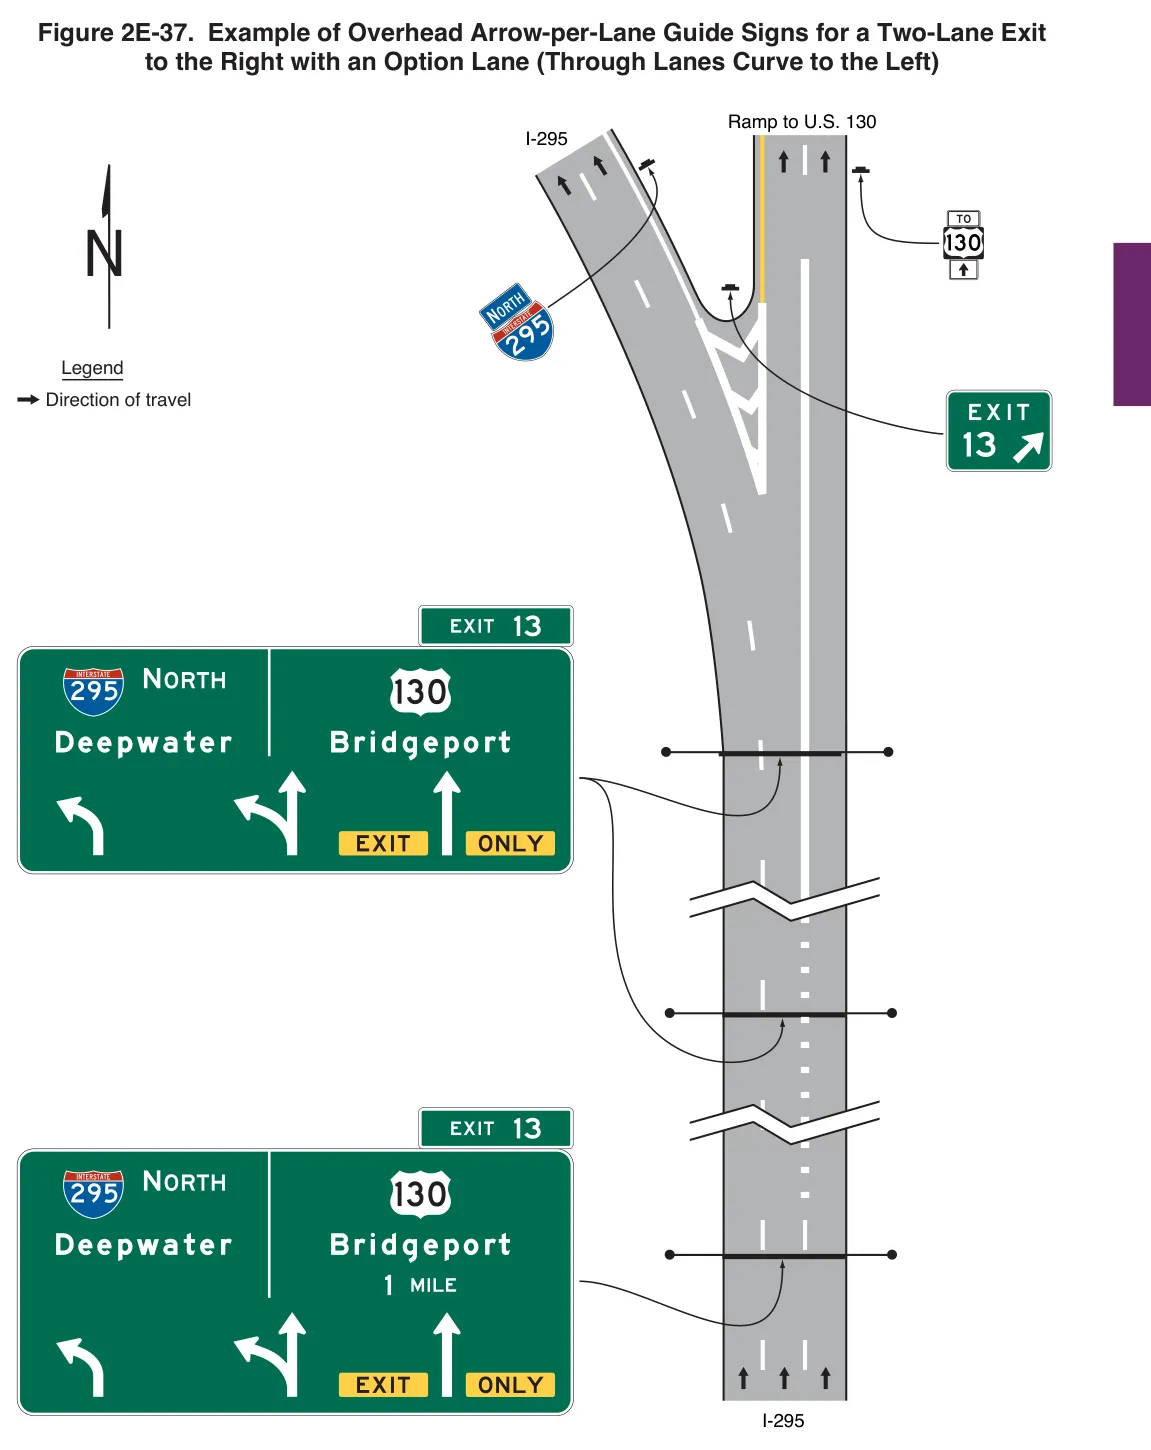 Figure 2E-37.  Example of Overhead Arrow-per-Lane Guide Signs for a Two-Lane Exit
to the Right with an Option Lane (Through Lanes Curve to the Left)
I-295
Ramp to U.S. 130
N
TO
130
NORTH
INTERSTATE
295
Legend
Direction of travel
EXIT
13
EXIT 13
INTERSTATE
295
NORTH
130
Deepwater
Bridgeport
EXIT
ONLY
EXIT 13
INTERSTATE
295
NORTH
130
Deepwater
Bridgeport
1 MILE
EXIT
ONLY
I-295